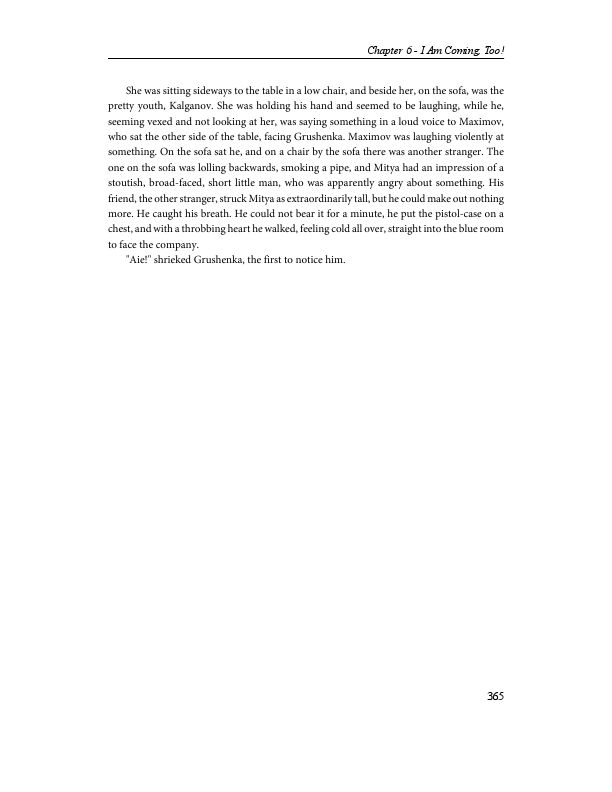 Chapter 6 - I Am Coming, Too!
She was sitting sideways to the table in a low chair, and beside her, on the sofa, was the
pretty youth, Kalganov. She was holding his hand and seemed to be laughing, while he,
seeming vexed and not looking at her, was saying something in a loud voice to Maximov,
who sat the other side of the table, facing Grushenka. Maximov was laughing violently at
something. On the sofa sat he, and on a chair by the sofa there was another stranger. The
one on the sofa was lolling backwards, smoking a pipe, and Mitya had an impression of a
stoutish, broad-faced, short little man, who was apparently angry about something. His
friend, the other stranger, struck Mitya as extraordinarily tall, but he could make out nothing
more. He caught his breath. He could not bear it for a minute, he put the pistol-case on a
chest, and with a throbbing heart he walked, feeling cold all over, straight into the blue room
to face the company.
"Aie!" shrieked Grushenka, the first to notice him.
365